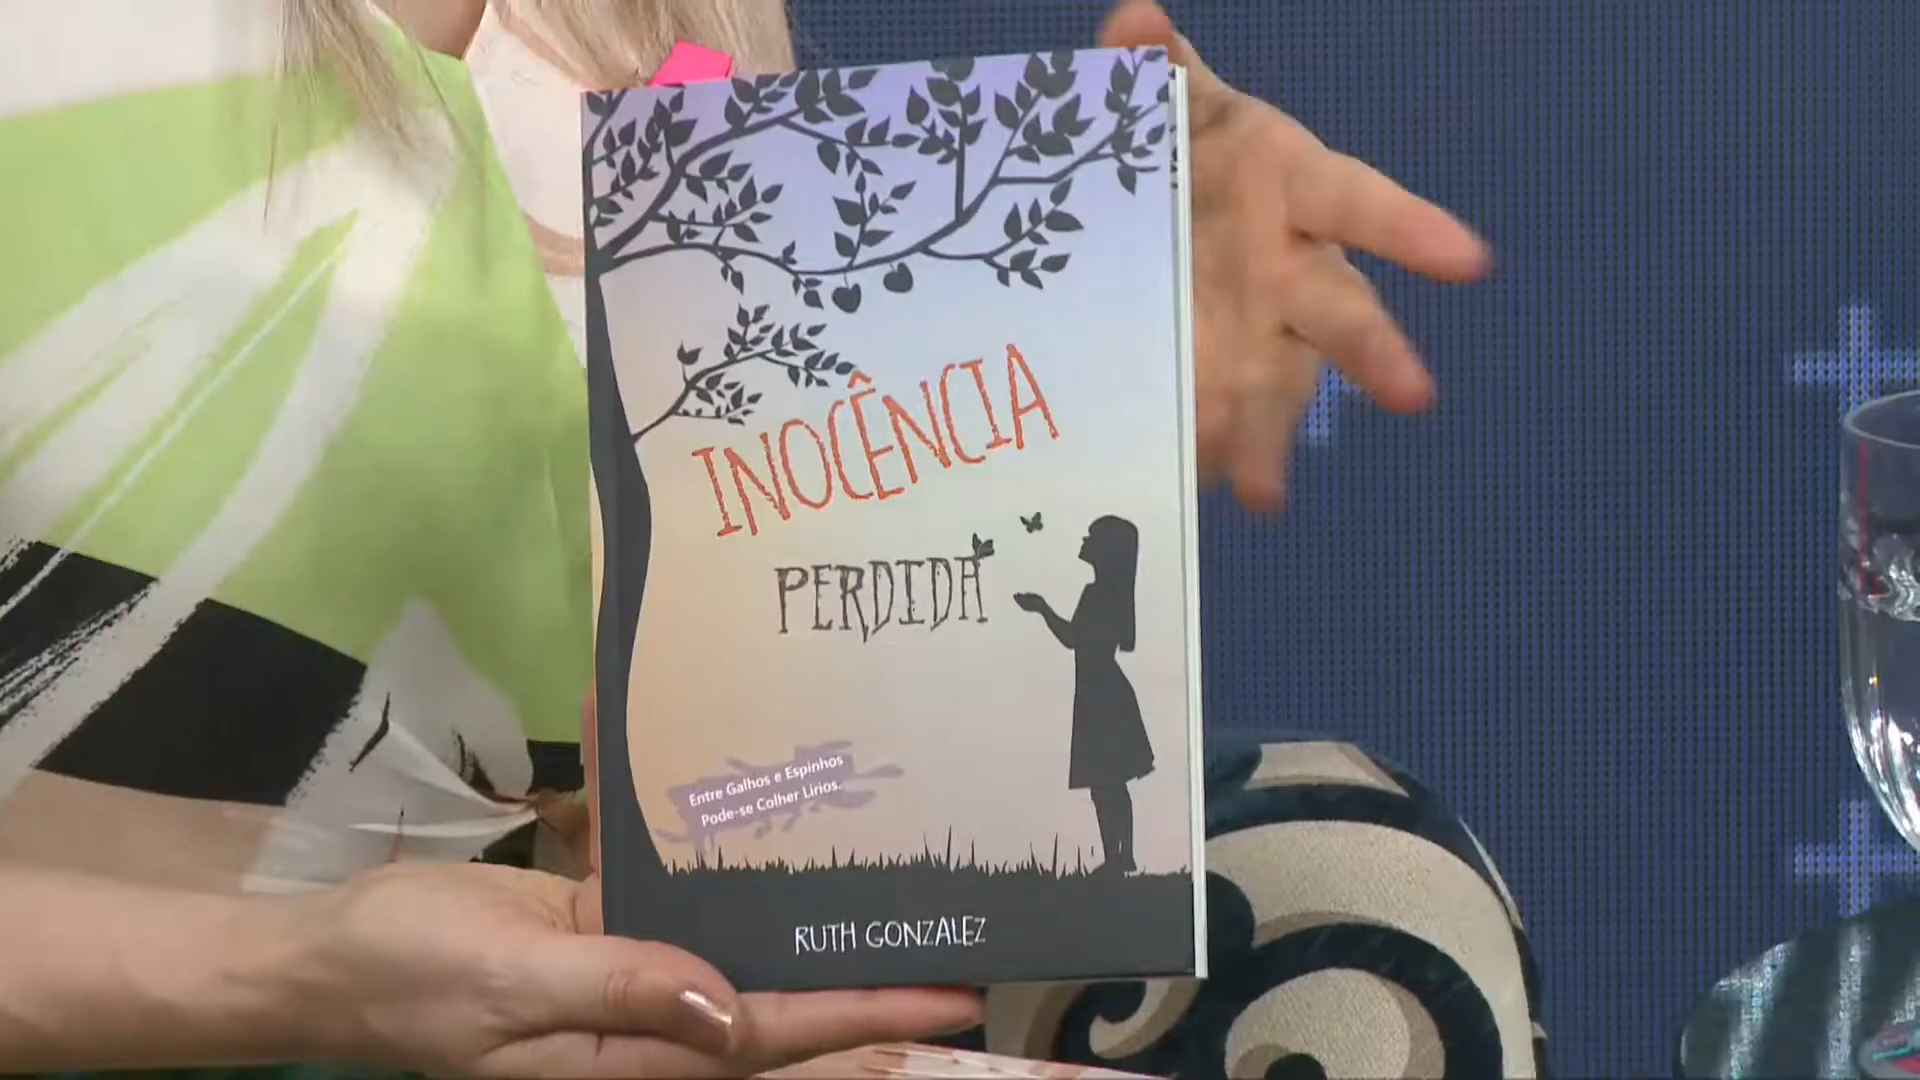 INOCÊNCIA
PERDIDA
Entre Galhos e Espinhos
Pode-se Colher Lírios.
RUTH GONZALEZ